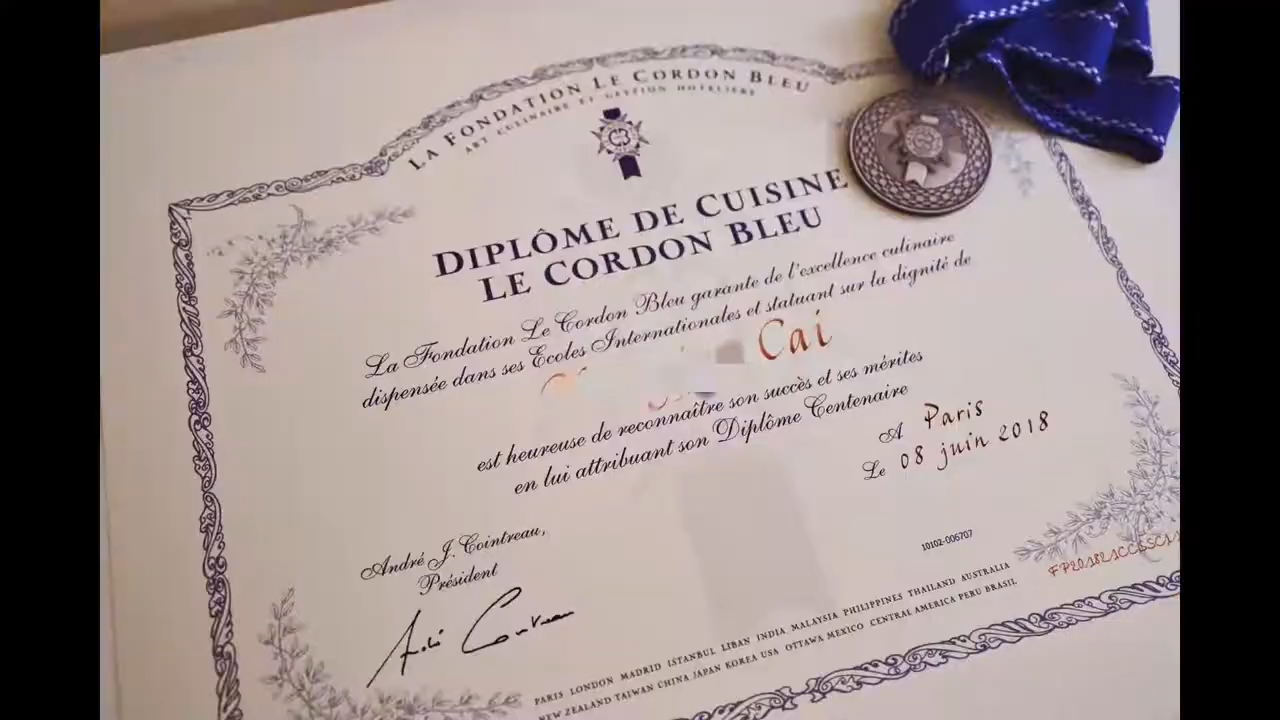 LA FONDATION LE CORDON BLEU
ART CULINAIRE ET GESTION HOTELIÈRE
DIPLÔME DE CUISINE
LE CORDON BLEU
La Fondation Le Cordon Bleu garante de l'excellence culinaire
dispensée dans ses Ecoles Internationales et statuant sur la dignité de
Cai
est heureuse de reconnaître son succès et ses mérites
en lui attribuant son Diplôme Centenaire
A Paris
Le 08 juin 2018
André J. Cointreau,
Président
10102-006707
PARIS LONDON MADRID ISTANBUL LIBAN INDIA MALAYSIA PHILIPPINES THAILAND AUSTRALIA
NEW ZEALAND TAIWAN CHINA JAPAN KOREA USA OTTAWA MEXICO CENTRAL AMERICA PERU BRASIL